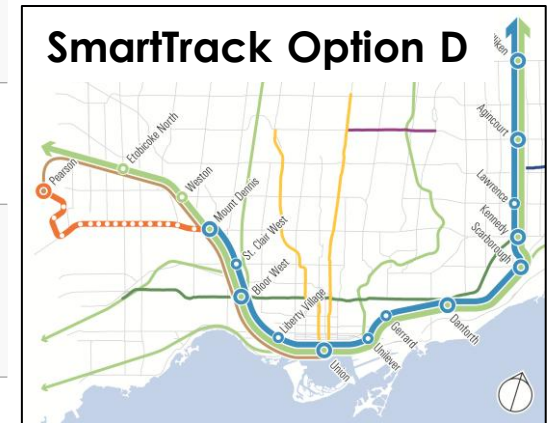 SmartTrack Option D
iken
Agincourt
Lawrence
Kennedy
Scarborough
Etobicoke North
Pearson
Weston
Mount Dennis
St. Clair West
Bloor West
Liberty Village
Union
Unilever
Gerrard
Danforth